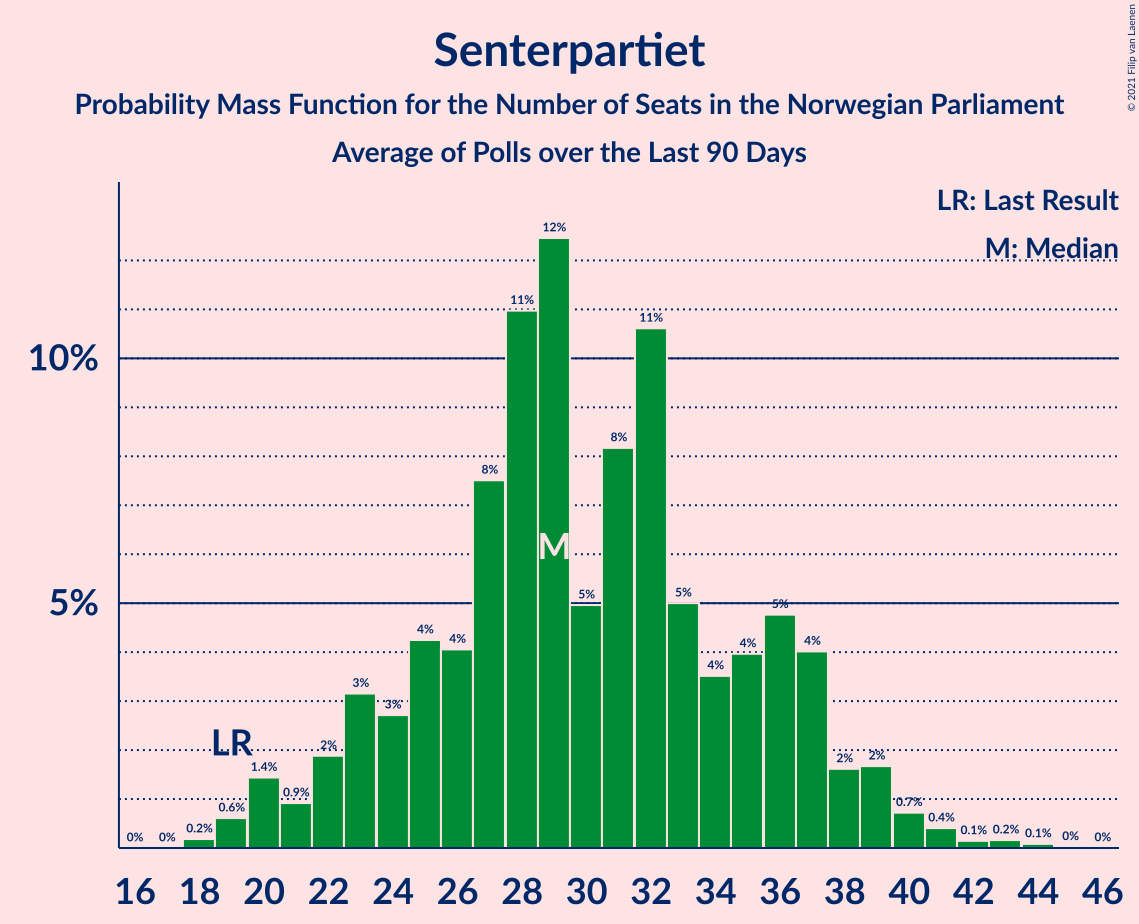 Senterpartiet
Probability Mass Function for the Number of Seats in the Norwegian Parliament
Average of Polls over the Last 90 Days
© 2021 Filip van Laenen
LR: Last Result
M: Median
10%
5%
0% 0% 0.2% 0.6% 1.4% 0.9% 2% 3% 3% 4% 4% 8% 11% 12% 5% 8% 11% 5% 4% 4% 5% 4% 2% 2% 0.7% 0.4% 0.1% 0.2% 0.1% 0% 0%
LR
M
16 18 20 22 24 26 28 30 32 34 36 38 40 42 44 46